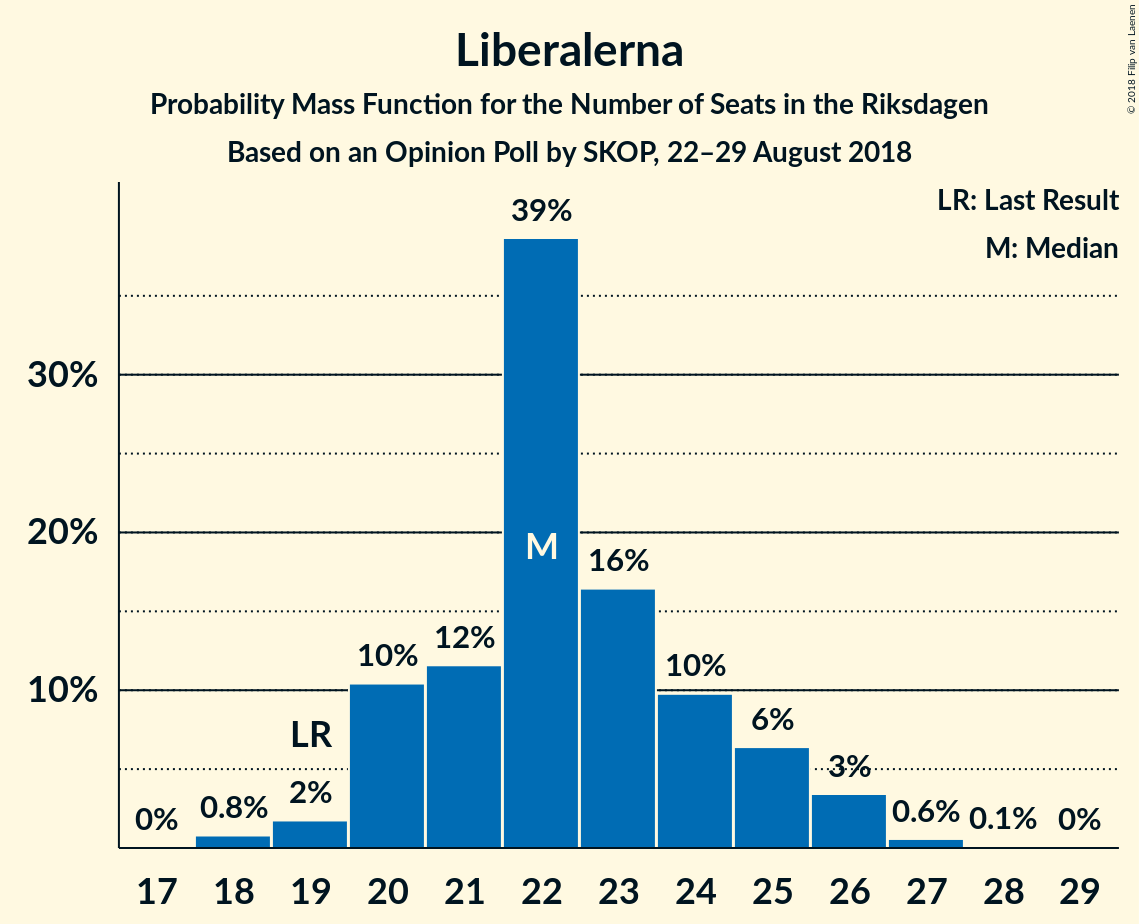 Liberalerna
Probability Mass Function for the Number of Seats in the Riksdagen
Based on an Opinion Poll by SKOP, 22–29 August 2018
© 2018 Filip van Laenen
LR: Last Result
M: Median
30%
20%
10%
0%
0.8%
LR
2%
10%
12%
39%
M
16%
10%
6%
3%
0.6%
0.1%
0%
17 18 19 20 21 22 23 24 25 26 27 28 29